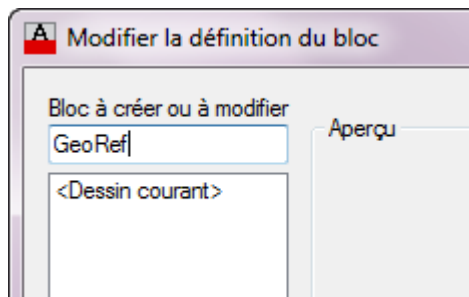 Modifier la définition du bloc
Bloc à créer ou à modifier
Aperçu
GeoRef
<Dessin courant>